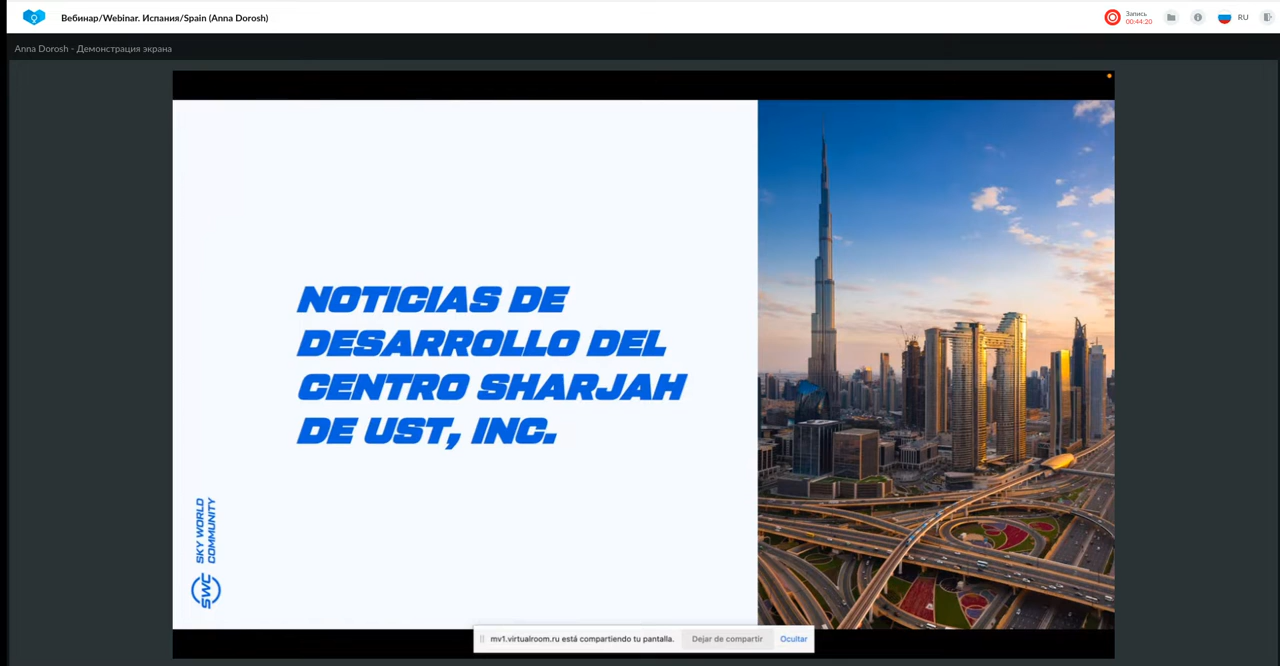 Вебинар/Webinar. Испания/Spain (Anna Dorosh)
Запись
00:44:20
RU
Anna Dorosh - Демонстрация экрана
NOTICIAS DE
DESARROLLO DEL
CENTRO SHARJAH
DE UST, INC.
SKY WORLD
COMMUNITY
SWC
mv1.virtualroom.ru está compartiendo tu pantalla.
Dejar de compartir
Ocultar